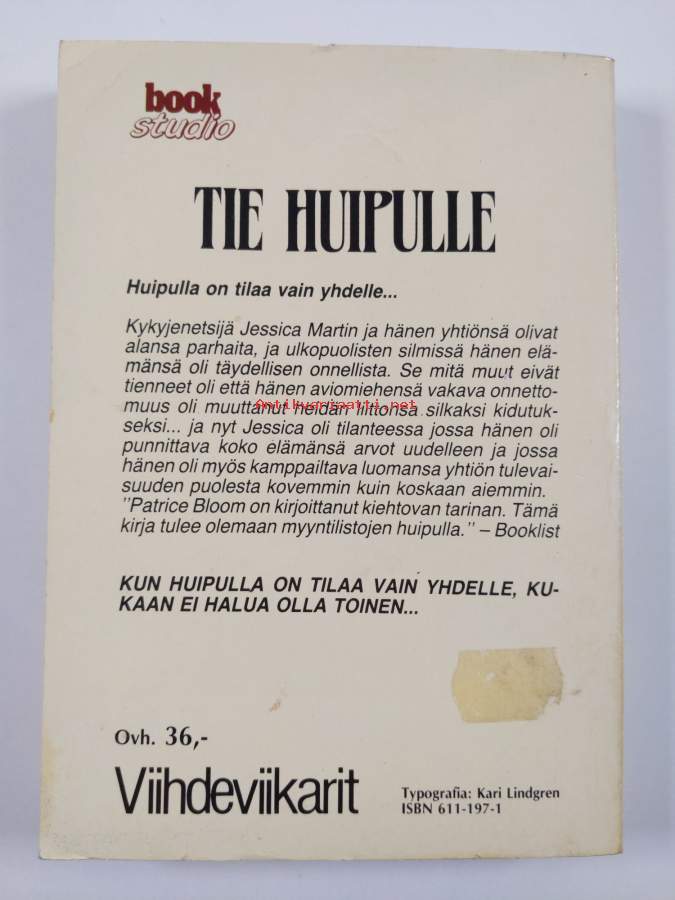 book
studio
TIE HUIPULLE
Huipulla on tilaa vain yhdelle...
Kykyjenetsijä Jessica Martin ja hänen yhtiönsä olivat
alansa parhaita, ja ulkopuolisten silmissä hänen elä-
mänsä oli täydellisen onnellista. Se mitä muut eivät
tienneet oli että hänen aviomiehensä vakava onnetto-
muus oli muuttanut heidän liittonsa silkaksi kidutuk-
Antikvariaatti.net
seksi... ja nyt Jessica oli tilanteessa jossa hänen oli
punnittava koko elämänsä arvot uudelleen ja jossa
hänen oli myös kamppailtava luomansa yhtiön tulevai-
suuden puolesta kovemmin kuin koskaan aiemmin.
"Patrice Bloom on kirjoittanut kiehtovan tarinan. Tämä
kirja tulee olemaan myyntilistojen huipulla." – Booklist
KUN HUIPULLA ON TILAA VAIN YHDELLE, KU-
KAAN EI HALUA OLLA TOINEN...
Ovh. 36,-
Viihdeviikarit
Typografia: Kari Lindgren
ISBN 611-197-1